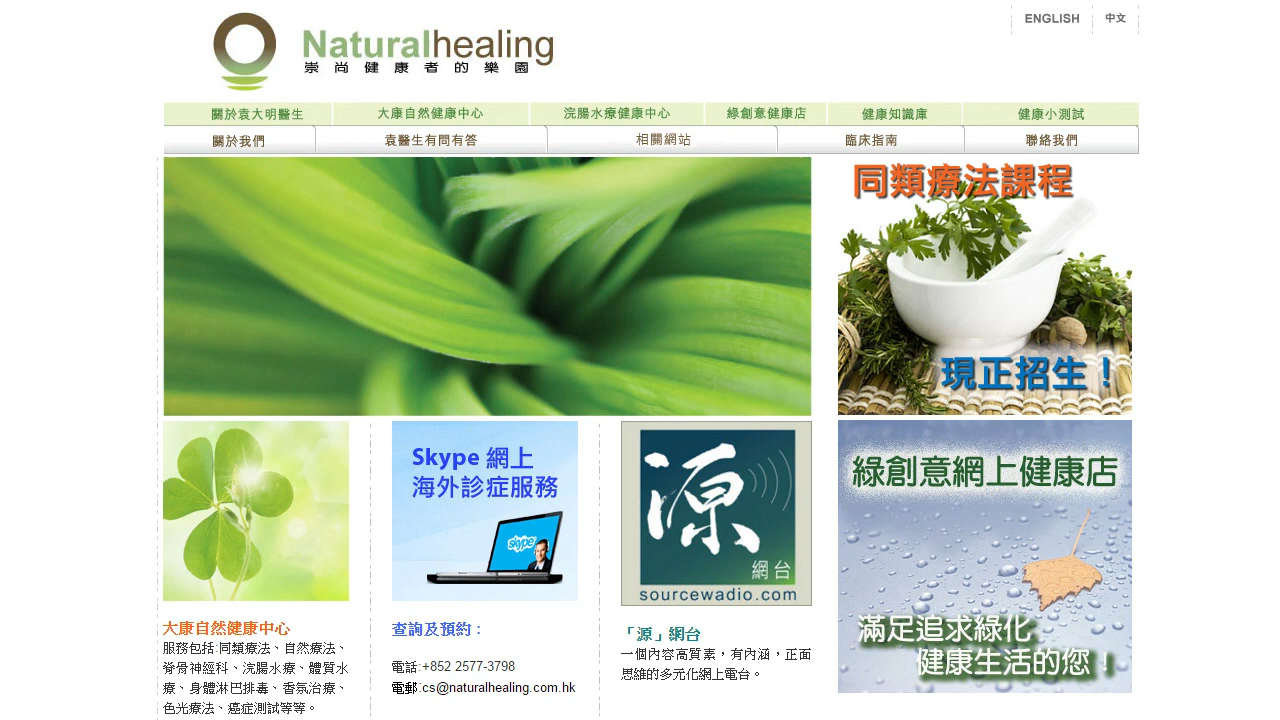 ENGLISH 中文
Naturalhealing
崇尚健康者的樂園
關於袁大明醫生 大康自然健康中心 浣腸水療健康中心 綠創意健康店 健康知識庫 健康小測試
關於我們 袁醫生有問有答 相關網站 臨床指南 聯絡我們
同類療法課程
現正招生！
Skype 網上
海外診症服務
skype
源
網台
sourcewadio.com
綠創意網上健康店
滿足追求綠化
健康生活的您！
大康自然健康中心
服務包括:同類療法、自然療法、
脊骨神經科、浣腸水療、體質水
療、身體淋巴排毒、香氛治療、
色光療法、癌症測試等等。
查詢及預約：
電話:+852 2577-3798
電郵:cs@naturalhealing.com.hk
「源」網台
一個內容高質素，有內涵，正面
思維的多元化網上電台。